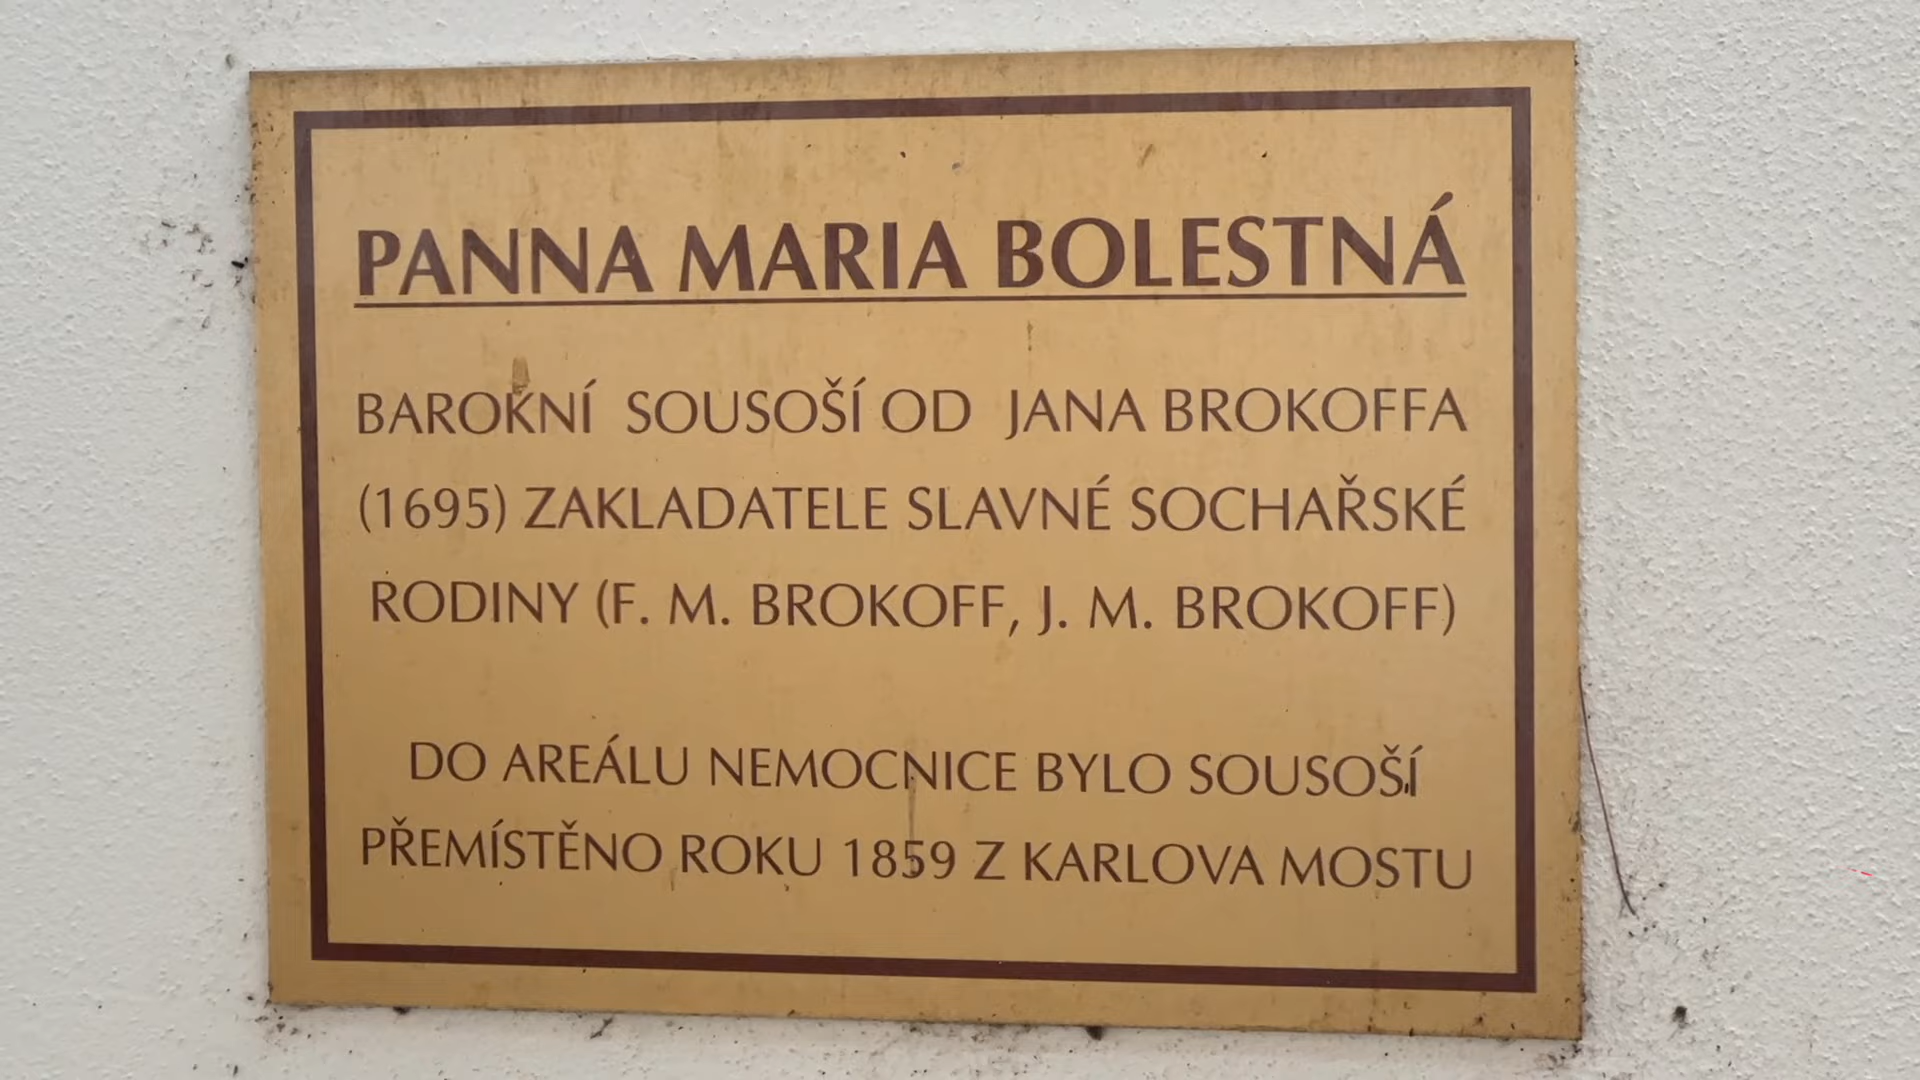 PANNA MARIA BOLESTNÁ
BAROKNÍ SOUSOŠÍ OD JANA BROKOFFA
(1695) ZAKLADATELE SLAVNÉ SOCHAŘSKÉ
RODINY (F. M. BROKOFF, J. M. BROKOFF)
DO AREÁLU NEMOCNICE BYLO SOUSOŠÍ
PŘEMÍSTĚNO ROKU 1859 Z KARLOVA MOSTU